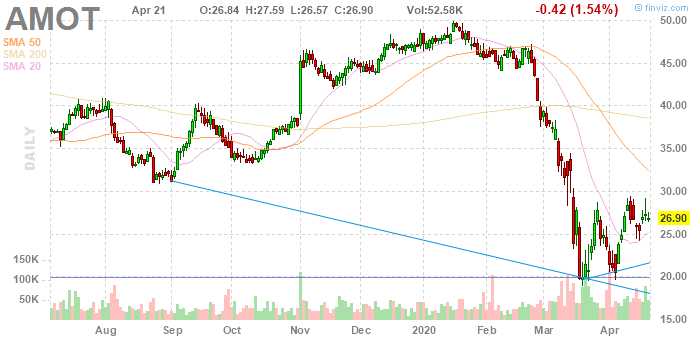 AMOT
Apr 21
O:26.84 H:27.59 L:26.57 C:26.90
Vol:52.58K
-0.42 (1.54%)
© finviz.com
SMA 50
SMA 200
SMA 20
DAILY
50.00
45.00
40.00
35.00
30.00
26.90
25.00
20.00
15.00
150K
100K
50K
Aug Sep Oct Nov Dec 2020 Feb Mar Apr